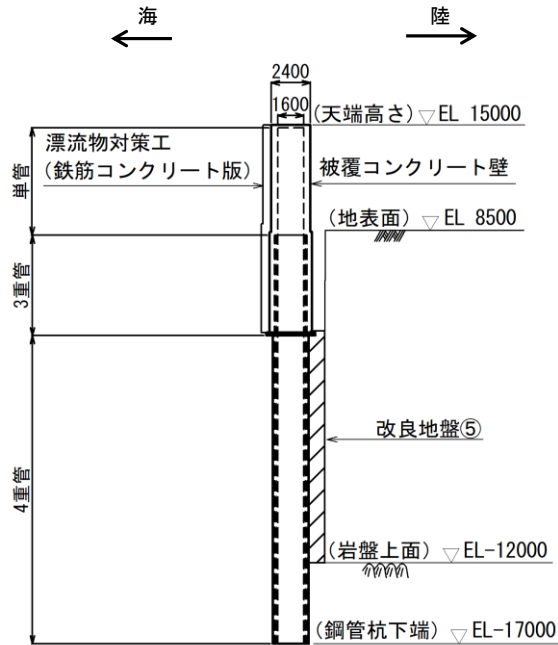 海
陸
2400
1600
(天端高さ) ▽ EL 15000
漂流物対策工
(鉄筋コンクリート版)
被覆コンクリート壁
単管
(地表面) ▽ EL 8500
3重管
改良地盤⑤
4重管
(岩盤上面) ▽ EL-12000
(鋼管杭下端) ▽ EL-17000